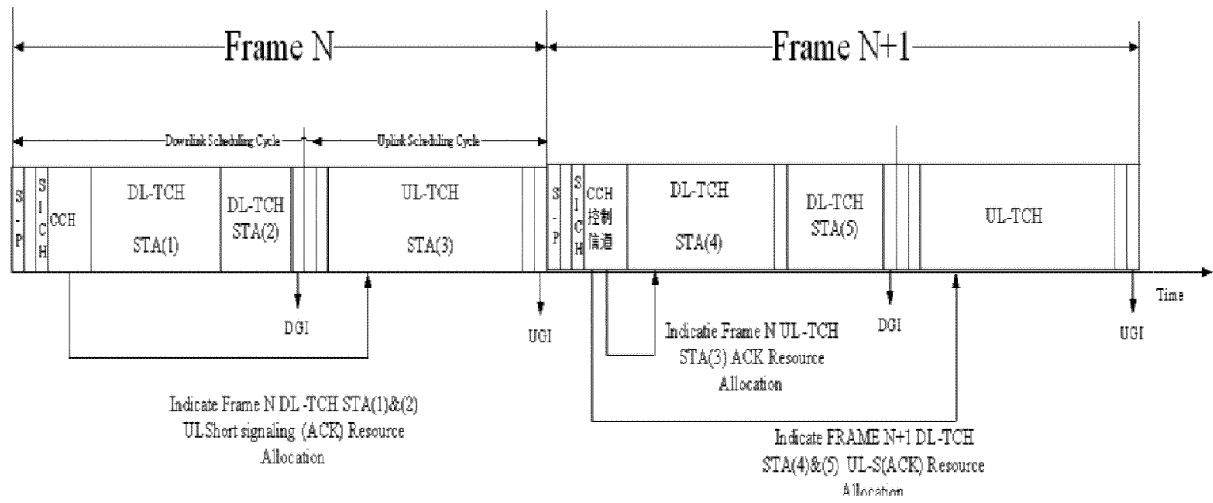 Frame N
Frame N+1
Downlink Scheduling Cycle
Uplink Scheduling Cycle
S-P
SICH
CCH
DL-TCH
STA(1)
DL-TCH
STA(2)
UL-TCH
STA(3)
S-P
SICH
CCH
控制
信道
DL-TCH
STA(4)
DL-TCH
STA(5)
UL-TCH
Time
DGI
UGI
DGI
UGI
Indicatie Frame N UL-TCH
STA(3) ACK Resource
Allocation
Indicate Frame N DL-TCH STA(1)&(2)
UL Short signaling (ACK) Resource
Allocation
Indicate FRAME N+1 DL-TCH
STA(4)&(5) UL-S(ACK) Resource
Allocation